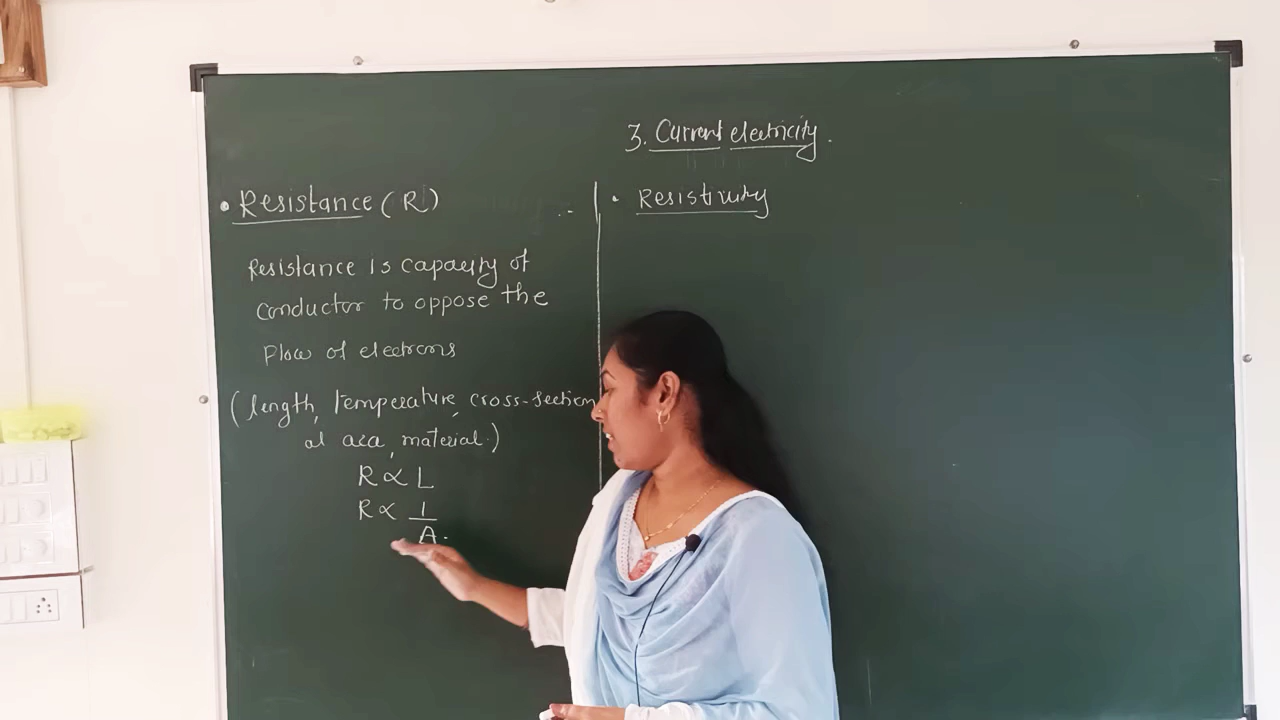 3. Current electricity.
• Resistance (R)
Resistance is capacity of
conductor to oppose the
flow of electrons
(length, temperature, cross-section
al aea, material.)
R ∝ L
R ∝ 1/A.
• Resistivity